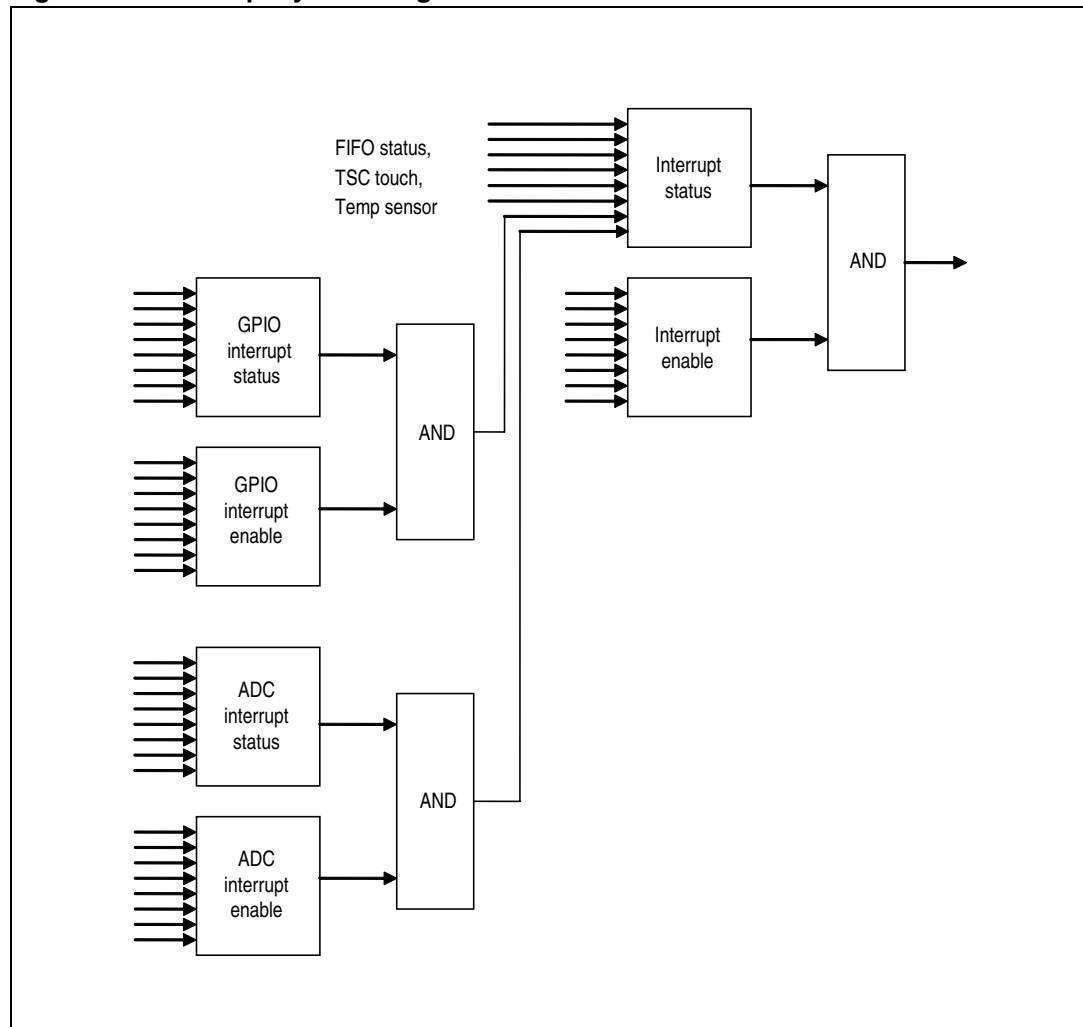 FIFO status,
TSC touch,
Temp sensor
Interrupt
status
AND
Interrupt
enable
GPIO
interrupt
status
AND
GPIO
interrupt
enable
ADC
interrupt
status
AND
ADC
interrupt
enable